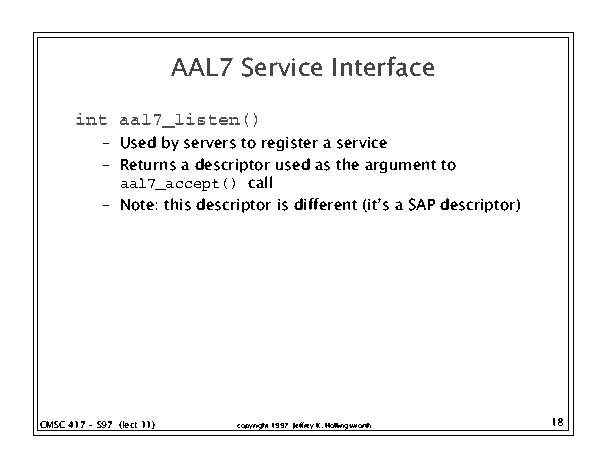 AAL7 Service Interface
int aal7_listen()
– Used by servers to register a service
– Returns a descriptor used as the argument to
aal7_accept() call
– Note: this descriptor is different (it's a SAP descriptor)
CMSC 417 - S97 (lect 11)
copyright 1997 Jeffrey K. Hollingsworth
18